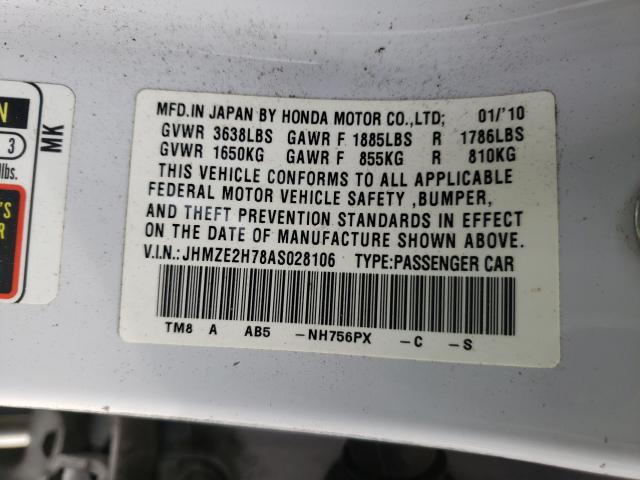 N
3
lbs.
'S
R
MK
MFD.IN JAPAN BY HONDA MOTOR CO.,LTD; 01/'10
GVWR 3638LBS GAWR F 1885LBS R 1786LBS
GVWR 1650KG GAWR F 855KG R 810KG
THIS VEHICLE CONFORMS TO ALL APPLICABLE
FEDERAL MOTOR VEHICLE SAFETY ,BUMPER,
AND THEFT PREVENTION STANDARDS IN EFFECT
ON THE DATE OF MANUFACTURE SHOWN ABOVE.
V.I.N.:JHMZE2H78AS028106 TYPE:PASSENGER CAR
TM8 A AB5 -NH756PX -C -S